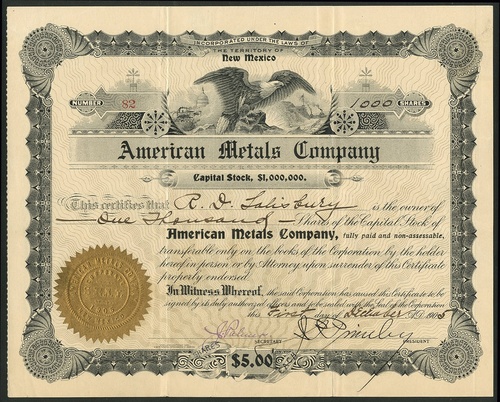 INCORPORATED UNDER THE LAWS OF
THE TERRITORY OF
New Mexico
NUMBER 82
1000 SHARES
American Metals Company
Capital Stock, $1,000,000.
This certifies that R. D. Salisbury is the owner of
One Thousand Shares of the Capital Stock of
American Metals Company, fully paid and non-assessable,
transferable only on the books of the Corporation by the holder
hereof in person or by Attorney upon surrender of this Certificate
properly endorsed.
In Witness Whereof, the said Corporation has caused this Certificate to be
signed by its duly authorized officers and to be sealed with the Seal of the Corporation
this First day of December A.D. 1905
SECRETARY
PRESIDENT
SHARES $5.00 EACH